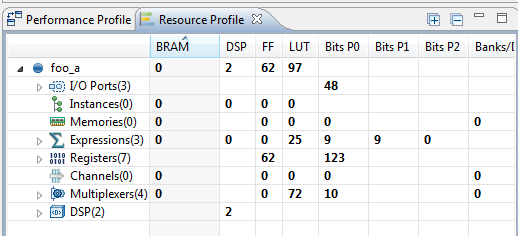 Performance Profile Resource Profile
BRAM DSP FF LUT Bits P0 Bits P1 Bits P2 Banks/D
foo_a 0 2 62 97
I/O Ports(3) 48
Instances(0) 0 0 0 0
Memories(0) 0 0 0 0 0
Expressions(3) 0 0 0 25 9 9 0
Registers(7) 62 123
Channels(0) 0 0 0 0 0
Multiplexers(4) 0 0 72 10 0
DSP(2) 2